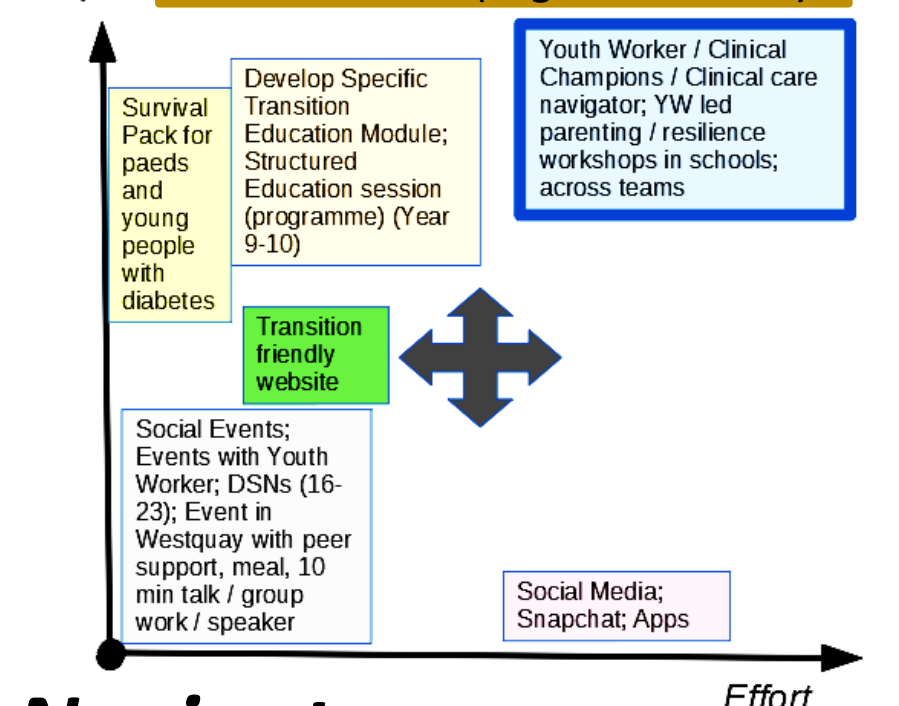 Survival
Pack for
paeds
and
young
people
with
diabetes
Develop Specific
Transition
Education Module;
Structured
Education session
(programme) (Year
9-10)
Youth Worker / Clinical
Champions / Clinical care
navigator; YW led
parenting / resilience
workshops in schools;
across teams
Transition
friendly
website
Social Events;
Events with Youth
Worker; DSNs (16-
23); Event in
Westquay with peer
support, meal, 10
min talk / group
work / speaker
Social Media;
Snapchat; Apps
Effort